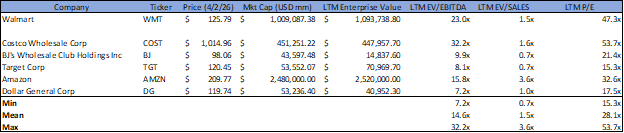 Company Ticker Price (4/2/26) Mkt Cap (USD mm) LTM Enterprise Value LTM EV/EBITDA LTM EV/SALES LTM P/E
Walmart WMT $ 125.79 1,009,087.38 $ 1,093,738.80 23.0x 1.5x 47.3x
Costco Wholesale Corp COST $ 1,014.96 $ 451,251.22 $ 447,957.70 32.2x 1.6x 53.7x
BJ's Wholesale Club Holdings Inc BJ $ 98.06 $ 43,597.48 $ 14,837.60 9.9x 0.7x 21.4x
Target Corp TGT $ 120.45 $ 53,552.07 $ 70,969.70 8.1x 0.7x 15.3x
Amazon AMZN $ 209.77 $ 2,480,000.00 $ 2,520,000.00 15.8x 3.6x 32.6x
Dollar General Corp DG $ 119.74 $ 53,236.40 $ 40,952.30 7.2x 1.0x 17.5x
Min 7.2x 0.7x 15.3x
Mean 14.6x 1.5x 28.1x
Max 32.2x 3.6x 53.7x